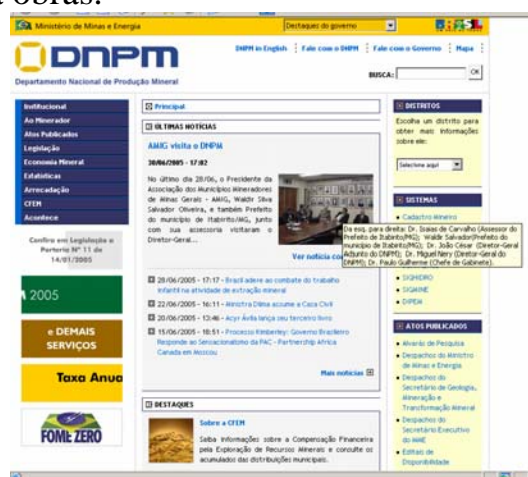 a obras.
Ministério de Minas e Energia
Destaques do governo
BRASIL
DNPM
Departamento Nacional de Produção Mineral
DNPM in English
Fale com o DNPM
Fale com o Governo
Mapa
BUSCA:
OK
Institucional
Ao Minerador
Atos Publicados
Legislação
Economia Mineral
Estatísticas
Arrecadação
CFEM
Acontece
Confira em Legislação a
Portaria Nº 11 de
14/01/2005
2005
e DEMAIS
SERVIÇOS
Taxa Anua
FOME ZERO
Principal
ÚLTIMAS NOTÍCIAS
AMIG visita o DNPM
30/06/2005 - 17:02
No último dia 28/06, o Presidente da
Associação dos Municípios Mineradores
de Minas Gerais - AMIG, Waldir Silva
Salvador Oliveira, e também Prefeito
do município de Itabirito/MG, junto
com sua assessoria visitaram o
Diretor-Geral...
Ver notícia co
28/06/2005 - 17:17 - Brasil adere ao combate do trabalho
infantil na atividade de extração mineral
22/06/2005 - 16:11 - Ministra Dilma assume a Casa Civil
20/06/2005 - 13:46 - Acyr Ávila lança seu terceiro livro
15/06/2005 - 18:51 - Processo Kimberley: Governo Brasileiro
Responde ao Sensacionalismo da PAC - Partnership Africa
Canada em Moscou
Mais notícias
DESTAQUES
Sobre a CFEM
Saiba informações sobre a Compensação Financeira
pela Exploração de Recursos Minerais e consulte os
acumulados das distribuições municipais.
DISTRITOS
Escolha um distrito para
obter mais informações
sobre ele:
Selecione aqui
SISTEMAS
Cadastro Mineiro
Da esq. para direita: Dr. Isaias de Carvalho (Assessor do
Prefeito de Itabirito/MG); Waldir Salvador(Prefeito do
município de Itabirito/MG); Dr. João César (Diretor-Geral
Adjunto do DNPM); Dr. Miguel Nery (Diretor-Geral do
DNPM); Dr. Paulo Guilherme (Chefe de Gabinete).
SIGHIDRO
SIGMINE
DIPEM
ATOS PUBLICADOS
Alvarás de Pesquisa
Despachos do Ministro
de Minas e Energia
Despachos do
Secretário de Geologia,
Mineração e
Transformação Mineral
Despachos do
Secretário Executivo
do MME
Editais de
Disponibilidade